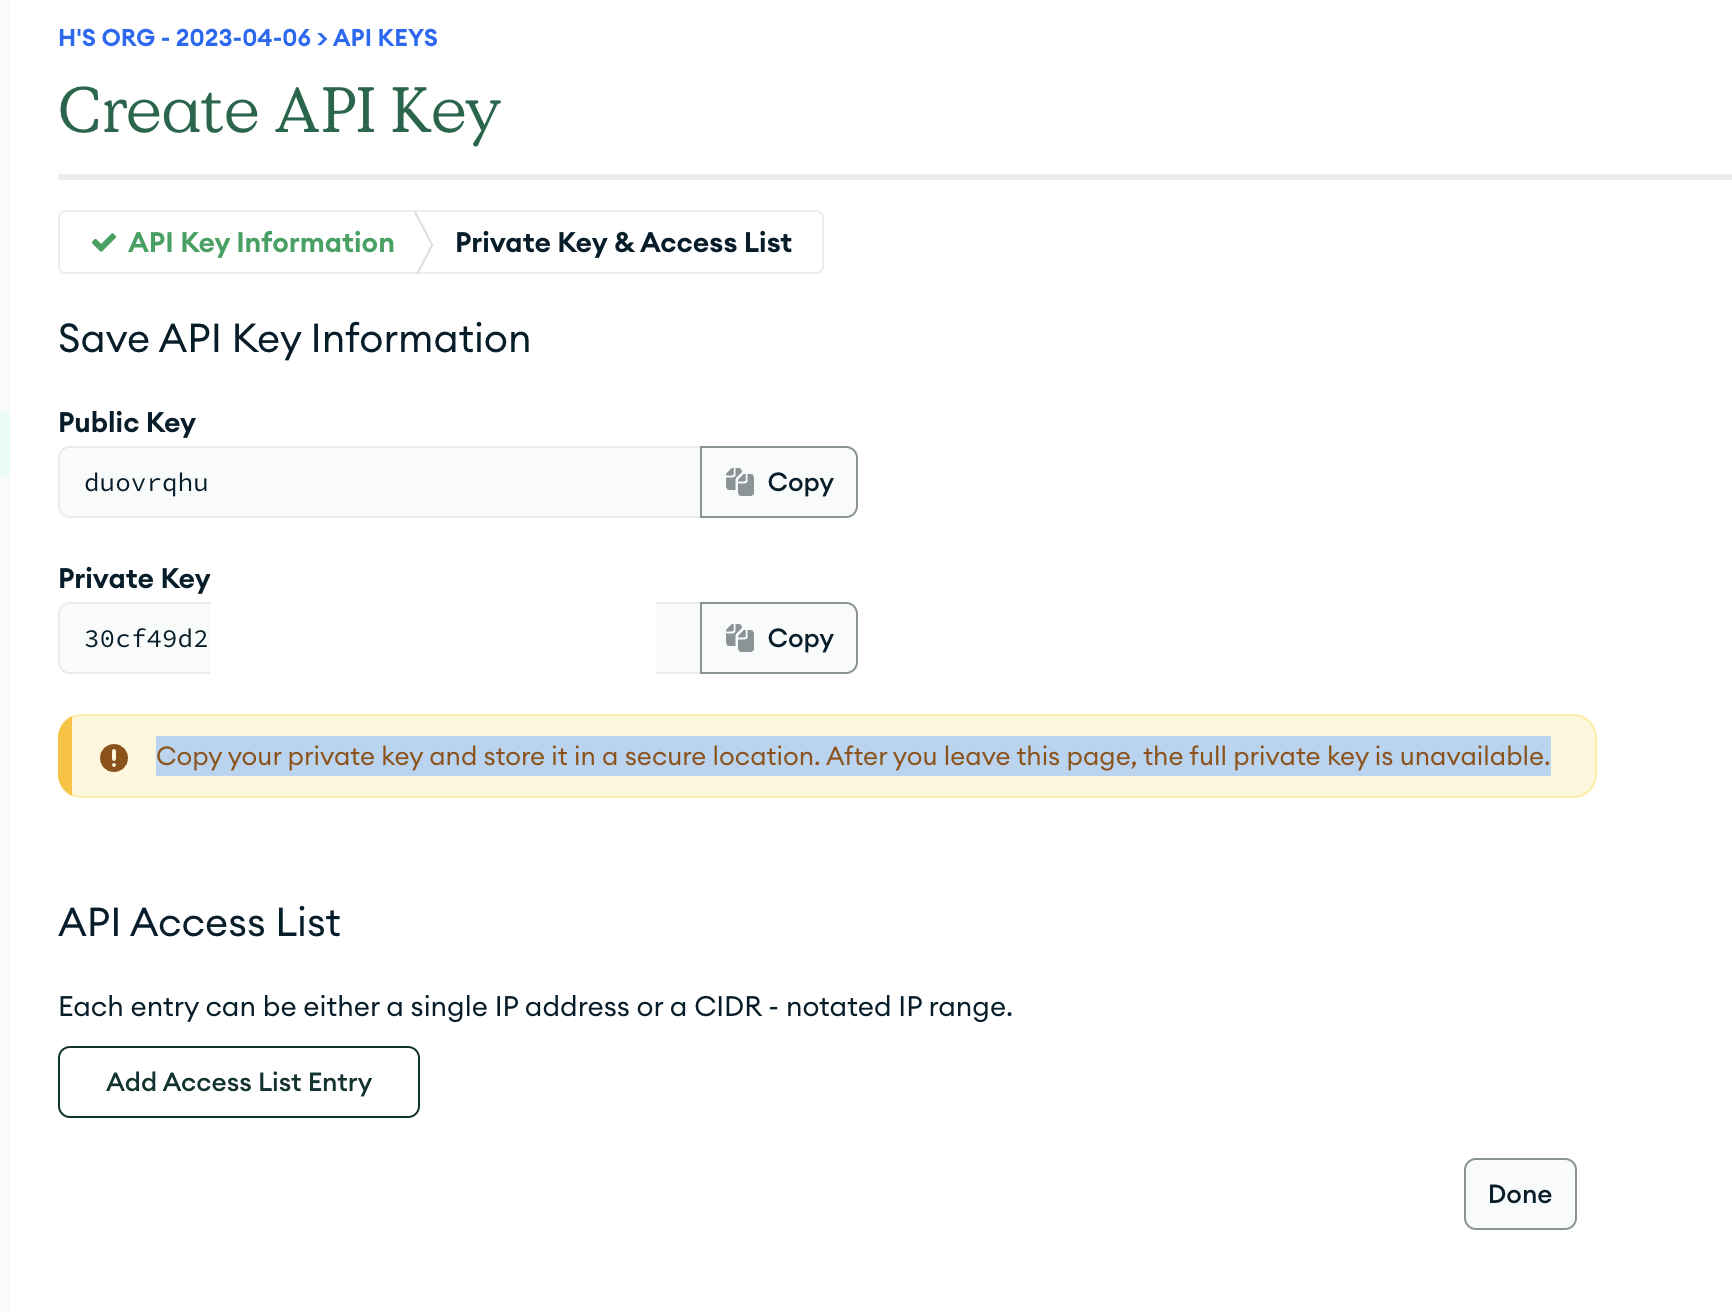 H'S ORG - 2023-04-06 > API KEYS
Create API Key
API Key Information
Private Key & Access List
Save API Key Information
Public Key
duovrqhu
Copy
Private Key
30cf49d2
Copy
Copy your private key and store it in a secure location. After you leave this page, the full private key is unavailable.
API Access List
Each entry can be either a single IP address or a CIDR - notated IP range.
Add Access List Entry
Done